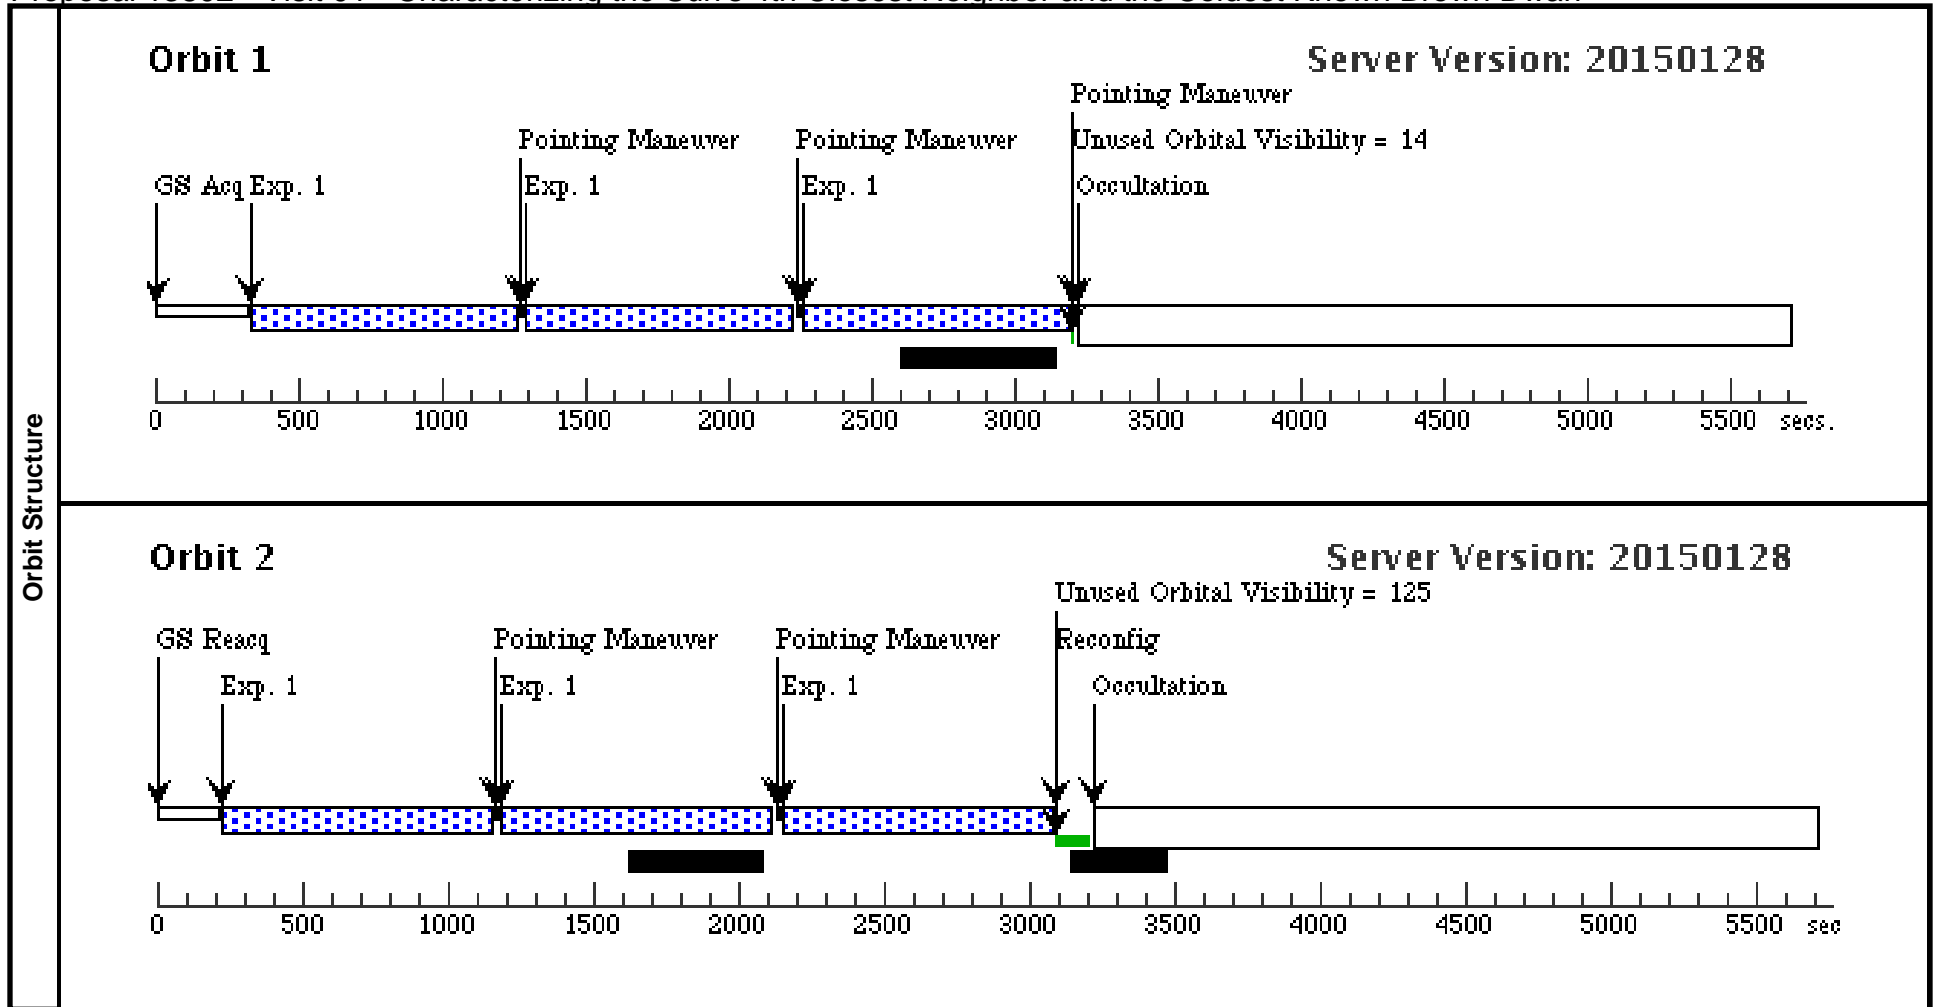 Orbit Structure
Orbit 1
Server Version: 20150128
Pointing Maneuver
Pointing Maneuver
Pointing Maneuver
Unused Orbital Visibility = 14
GS Acq
Exp. 1
Exp. 1
Exp. 1
Occultation
0 500 1000 1500 2000 2500 3000 3500 4000 4500 5000 5500 secs.
Orbit 2
Server Version: 20150128
Unused Orbital Visibility = 125
GS Reacq
Pointing Maneuver
Pointing Maneuver
Reconfig
Exp. 1
Exp. 1
Exp. 1
Occultation
0 500 1000 1500 2000 2500 3000 3500 4000 4500 5000 5500 sec